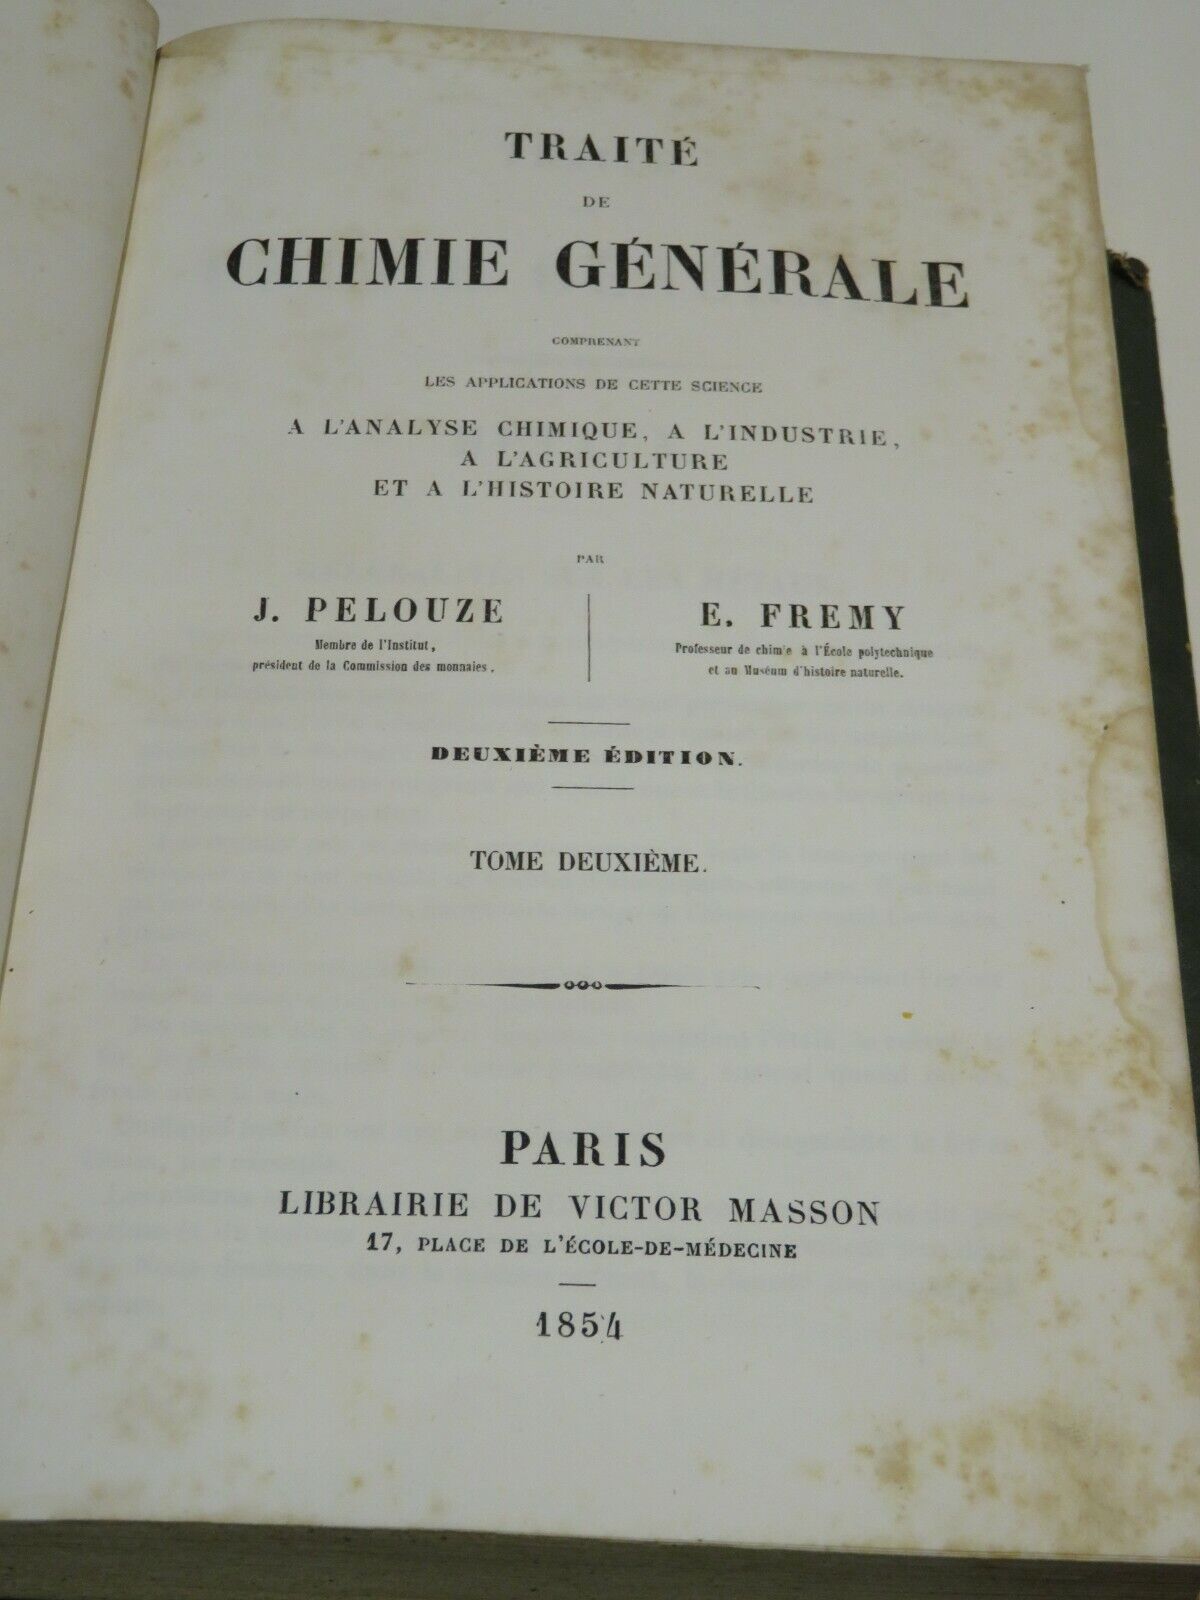 TRAITÉ
DE
CHIMIE GÉNÉRALE
COMPRENANT
LES APPLICATIONS DE CETTE SCIENCE
A L'ANALYSE CHIMIQUE, A L'INDUSTRIE,
A L'AGRICULTURE
ET A L'HISTOIRE NATURELLE
PAR
J. PELOUZE
Membre de l'Institut,
président de la Commission des monnaies.
E. FREMY
Professeur de chimie à l'École polytechnique
et au Muséum d'histoire naturelle.
DEUXIÈME ÉDITION.
TOME DEUXIÈME.
PARIS
LIBRAIRIE DE VICTOR MASSON
17, PLACE DE L'ÉCOLE-DE-MÉDECINE
1854